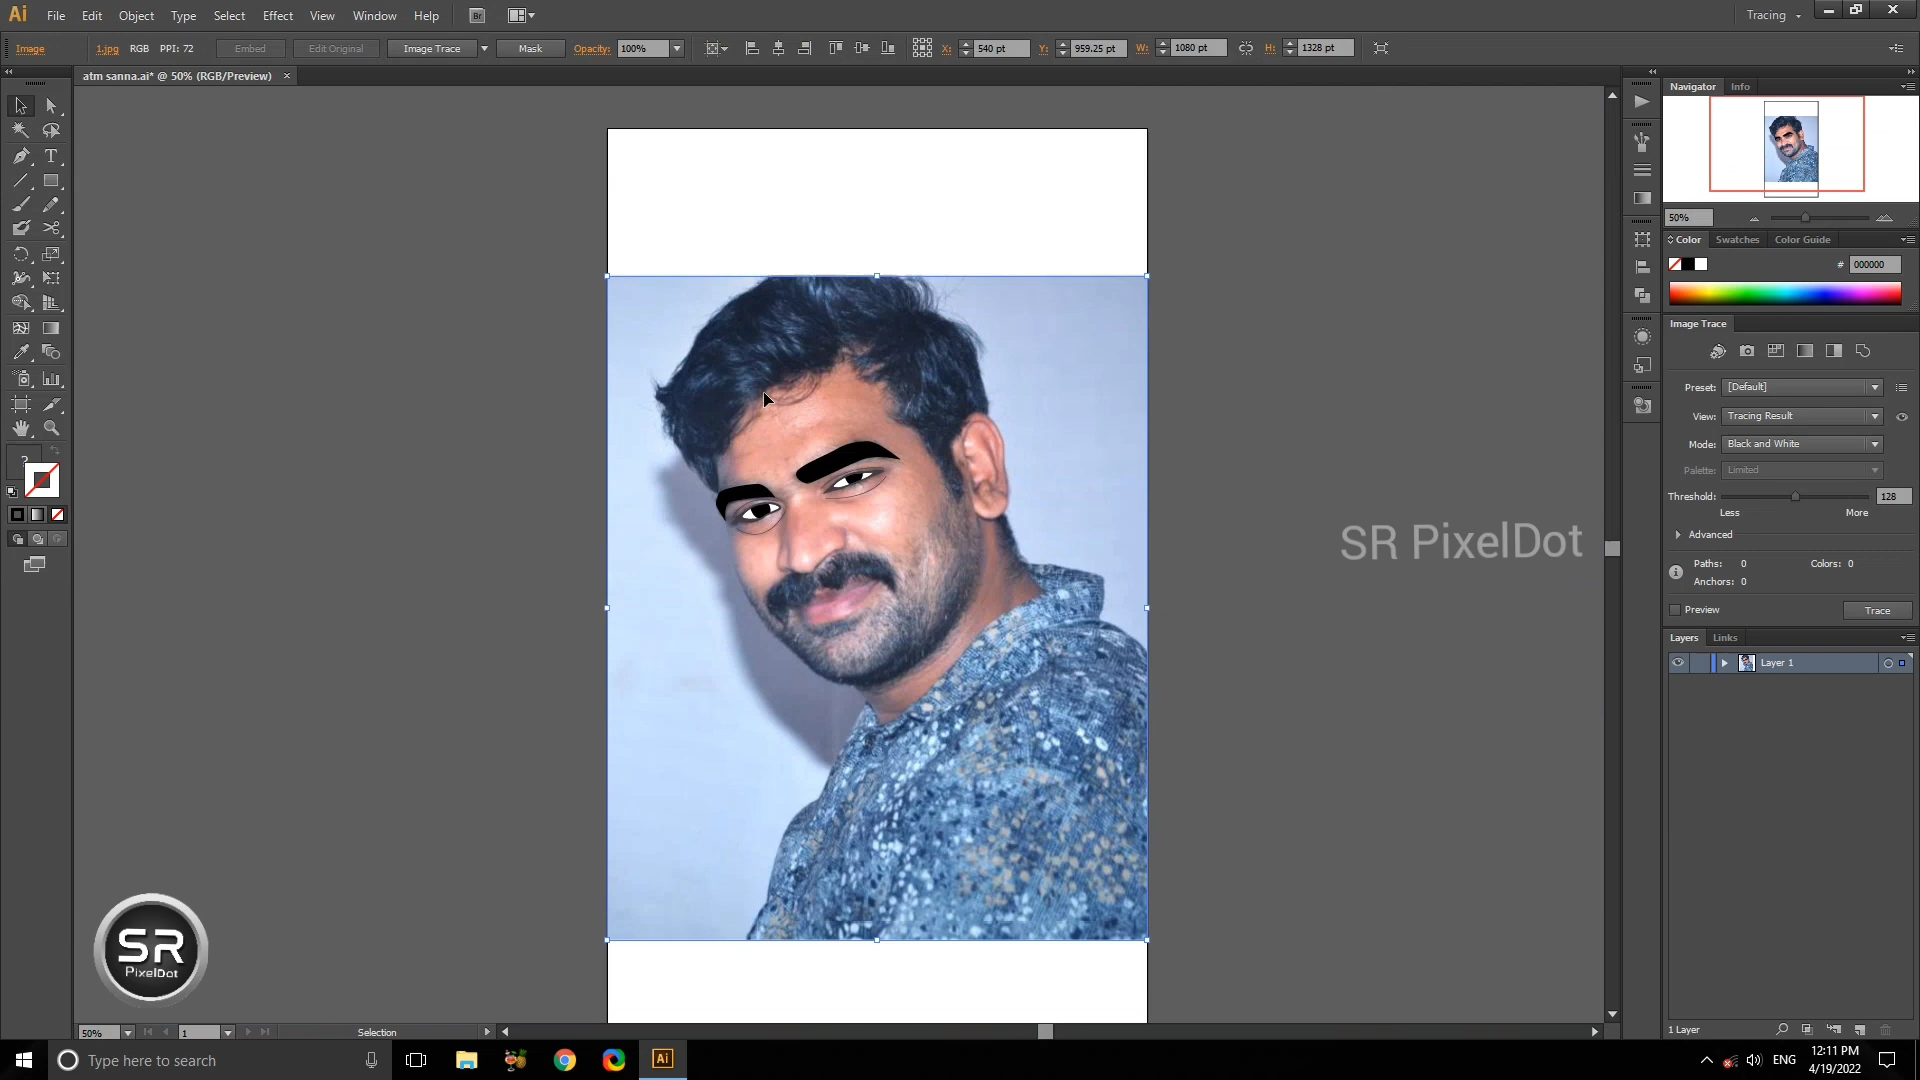 Ai File Edit Object Type Select Effect View Window Help Br Tracing
Image 1.jpg RGB PPI: 72 Embed Edit Original Image Trace Mask Opacity: 100% X: 540 pt Y: 959.25 pt W: 1080 pt H: 1328 pt
atm sanna.ai* @ 50% (RGB/Preview)
Navigator Info
50%
Color Swatches Color Guide
# 000000
Image Trace
Preset: [Default]
View: Tracing Result
Mode: Black and White
Palette: Limited
Threshold: 128
Less More
Advanced
Paths: 0 Colors: 0
Anchors: 0
Preview Trace
Layers Links
Layer 1
1 Layer
?
SR PixelDot
SR
PixelDot
50% 1 Selection
Type here to search
Ai
ENG
12:11 PM
4/19/2022